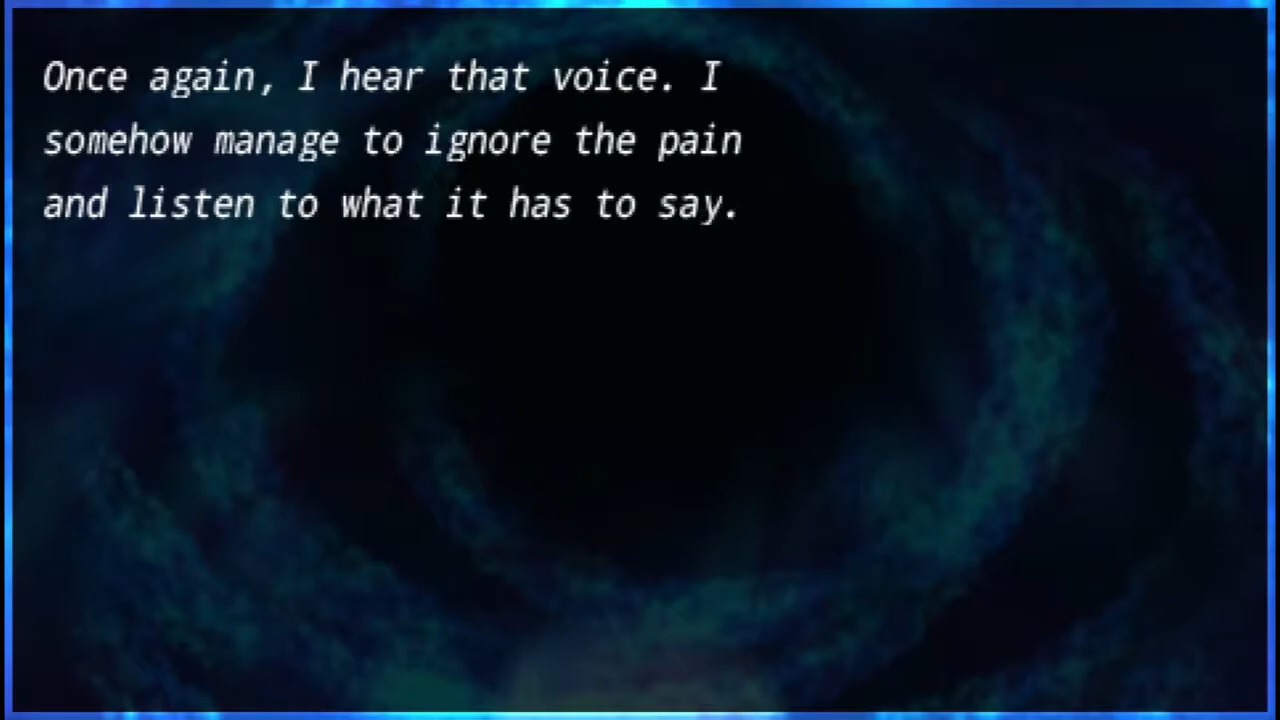 Once again, I hear that voice. I
somehow manage to ignore the pain
and listen to what it has to say.